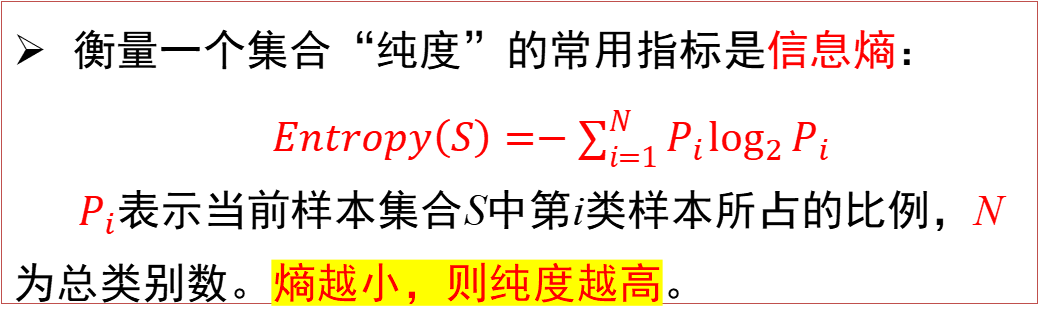 ➢ 衡量一个集合“纯度”的常用指标是信息熵：
Entropy(S) =− ∑_{i=1}^{N} P_i log_2 P_i
P_i表示当前样本集合S中第i类样本所占的比例，N
为总类别数。熵越小，则纯度越高。